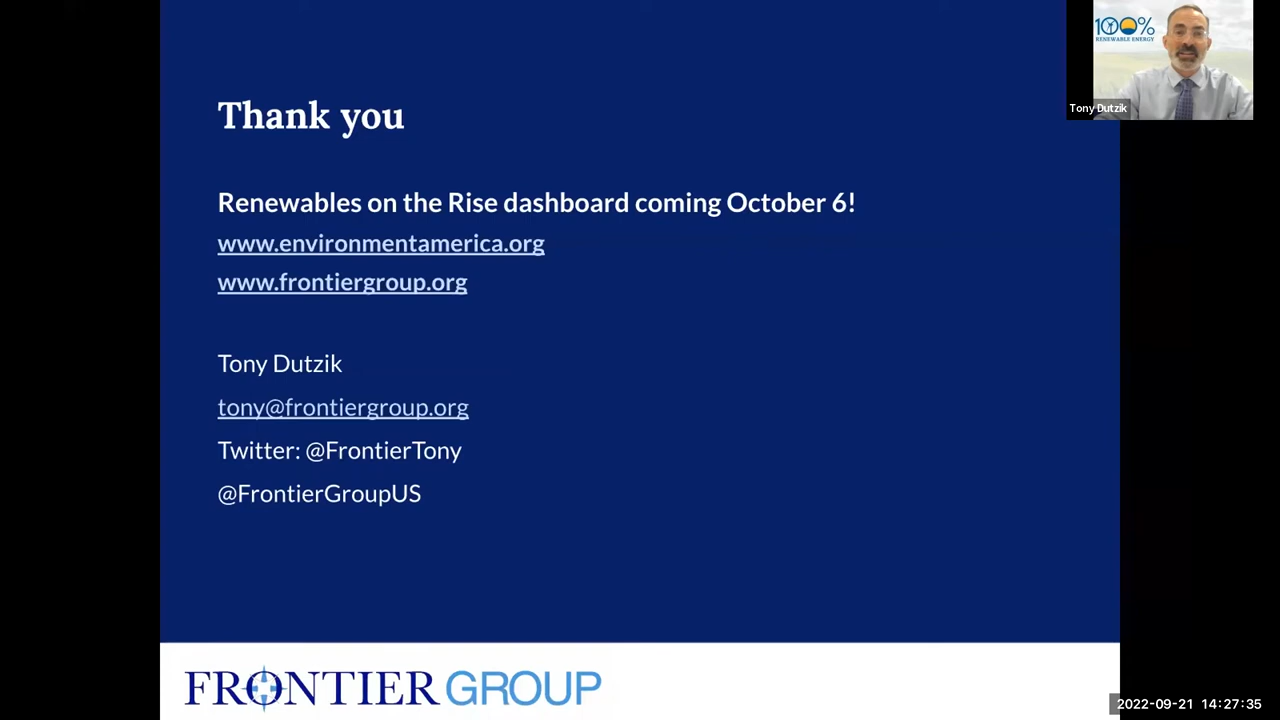 100%
RENEWABLE ENERGY
Tony Dutzik
Thank you
Renewables on the Rise dashboard coming October 6!
www.environmentamerica.org
www.frontiergroup.org
Tony Dutzik
tony@frontiergroup.org
Twitter: @FrontierTony
@FrontierGroupUS
FRONTIER GROUP
2022-09-21 14:27:35